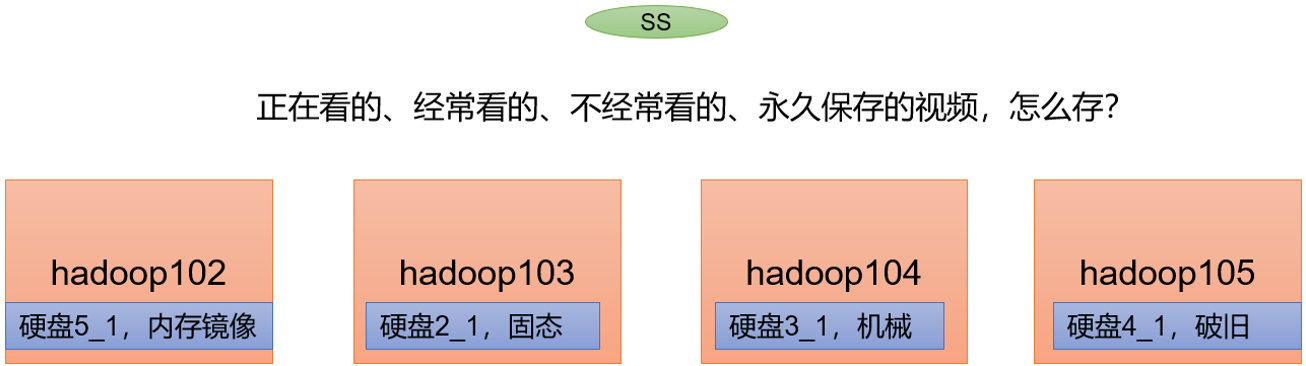 SS
正在看的、经常看的、不经常看的、永久保存的视频，怎么存？
hadoop102
硬盘5_1，内存镜像
hadoop103
硬盘2_1，固态
hadoop104
硬盘3_1，机械
hadoop105
硬盘4_1，破旧